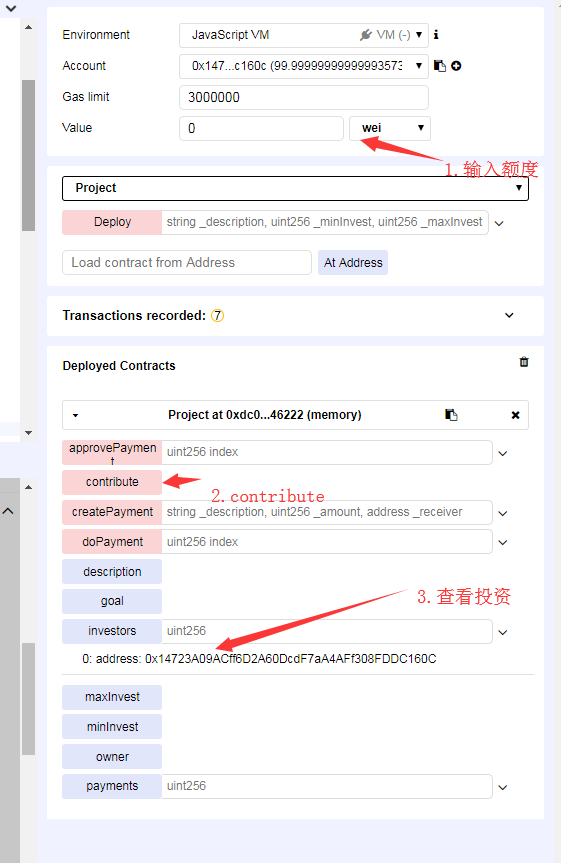 Environment JavaScript VM VM (-)
Account 0x147...c160c (99.99999999999993573
Gas limit 3000000
Value 0 wei
1.输入额度
Project
Deploy string _description, uint256 _minInvest, uint256 _maxInvest
Load contract from Address At Address
Transactions recorded: 7
Deployed Contracts
Project at 0xdc0...46222 (memory)
approvePayment uint256 index
contribute
2.contribute
createPayment string _description, uint256 _amount, address _receiver
doPayment uint256 index
description
goal
3.查看投资
investors uint256
0: address: 0x14723A09ACff6D2A60DcdF7aA4AFf308FDDC160C
maxInvest
minInvest
owner
payments uint256